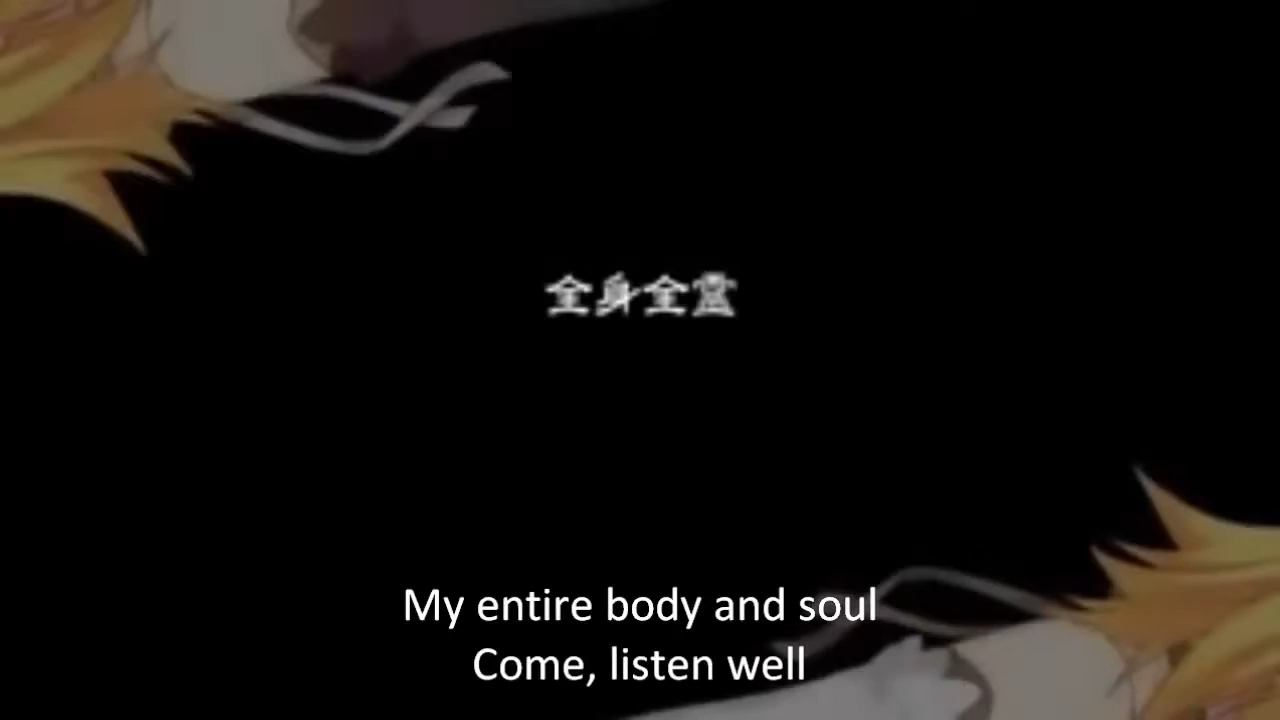 全身全霊
My entire body and soul
Come, listen well